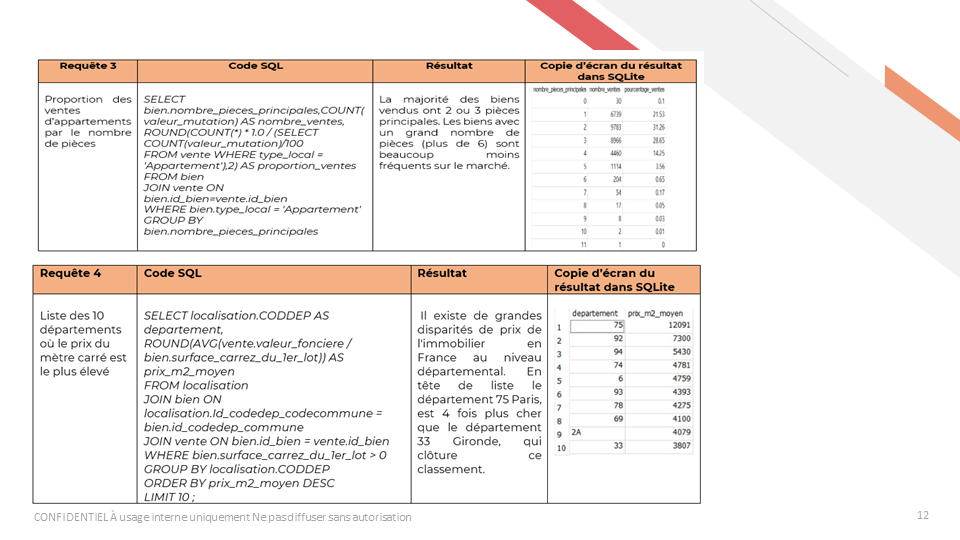 Requête 3 Code SQL Résultat Copie d'écran du résultat
dans SQLite
Proportion des
ventes
d'appartements
par le nombre
de pièces
SELECT
bien.nombre_pieces_principales,COUNT(
valeur_mutation) AS nombre_ventes,
ROUND(COUNT(*) * 1.0 / (SELECT
COUNT(valeur_mutation)/100
FROM vente WHERE type_local =
'Appartement'),2) AS proportion_ventes
FROM bien
JOIN vente ON
bien.id_bien=vente.id_bien
WHERE bien.type_local = 'Appartement'
GROUP BY
bien.nombre_pieces_principales
La majorité des biens
vendus ont 2 ou 3 pièces
principales. Les biens avec
un grand nombre de
pièces (plus de 6) sont
beaucoup moins
fréquents sur le marché.
nombre_pieces_principales nombre_ventes pourcentage_ventes
0 30 0.1
1 6739 21.53
2 9783 31.26
3 8966 28.65
4 4460 14.25
5 1114 3.56
6 204 0.65
7 54 0.17
8 17 0.05
9 8 0.03
10 2 0.01
11 1 0
Requête 4 Code SQL Résultat Copie d'écran du
résultat dans SQLite
Liste des 10
départements
où le prix du
mètre carré est
le plus élevé
SELECT localisation.CODDEP AS
departement,
ROUND(AVG(vente.valeur_fonciere /
bien.surface_carrez_du_1er_lot)) AS
prix_m2_moyen
FROM localisation
JOIN bien ON
localisation.Id_codedep_codecommune =
bien.id_codedep_commune
JOIN vente ON bien.id_bien = vente.id_bien
WHERE bien.surface_carrez_du_1er_lot > 0
GROUP BY localisation.CODDEP
ORDER BY prix_m2_moyen DESC
LIMIT 10 ;
Il existe de grandes
disparités de prix de
l'immobilier en
France au niveau
départemental. En
tête de liste le
département 75 Paris,
est 4 fois plus cher
que le département
33 Gironde, qui
clôture ce
classement.
departement prix_m2_moyen
1 75 12091
2 92 7300
3 94 5430
4 74 4781
5 6 4759
6 93 4393
7 78 4275
8 69 4100
9 2A 4079
10 33 3807
CONFIDENTIEL À usage interne uniquement Ne pas diffuser sans autorisation
12